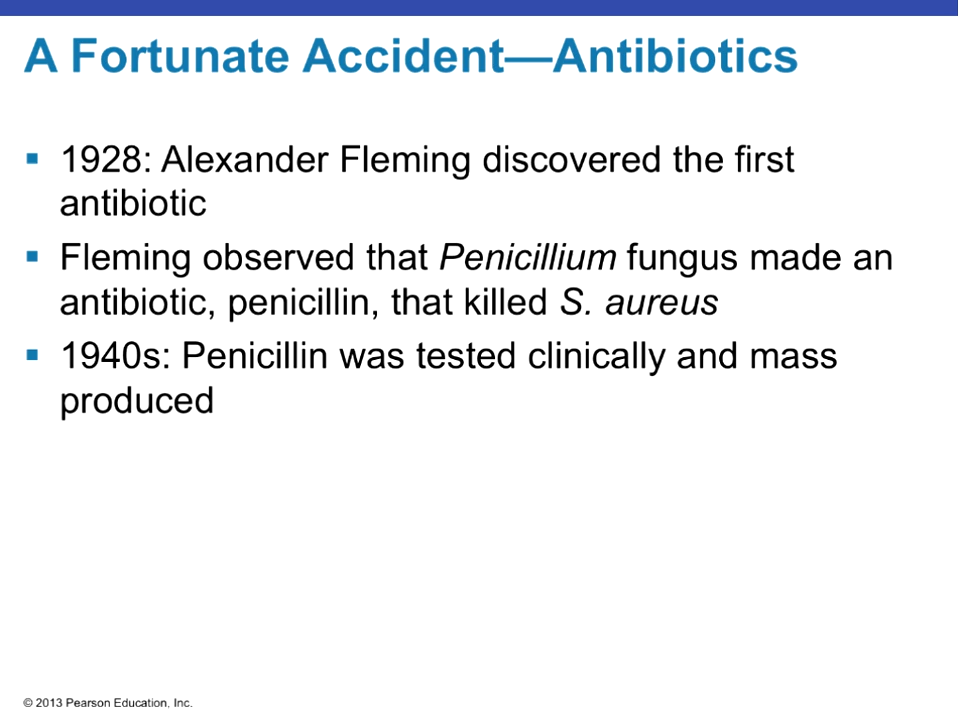 A Fortunate Accident—Antibiotics
▪ 1928: Alexander Fleming discovered the first
antibiotic
▪ Fleming observed that Penicillium fungus made an
antibiotic, penicillin, that killed S. aureus
▪ 1940s: Penicillin was tested clinically and mass
produced
© 2013 Pearson Education, Inc.